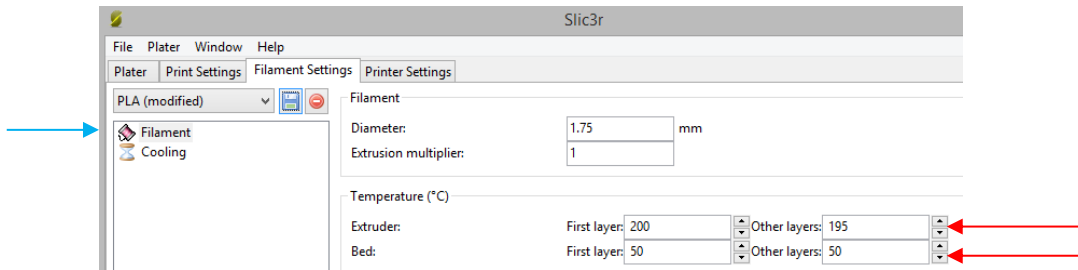 Slic3r
File Plater Window Help
Plater Print Settings Filament Settings Printer Settings
PLA (modified)
Filament
Cooling
Filament
Diameter: 1.75 mm
Extrusion multiplier: 1
Temperature (°C)
Extruder: First layer: 200 Other layers: 195
Bed: First layer: 50 Other layers: 50